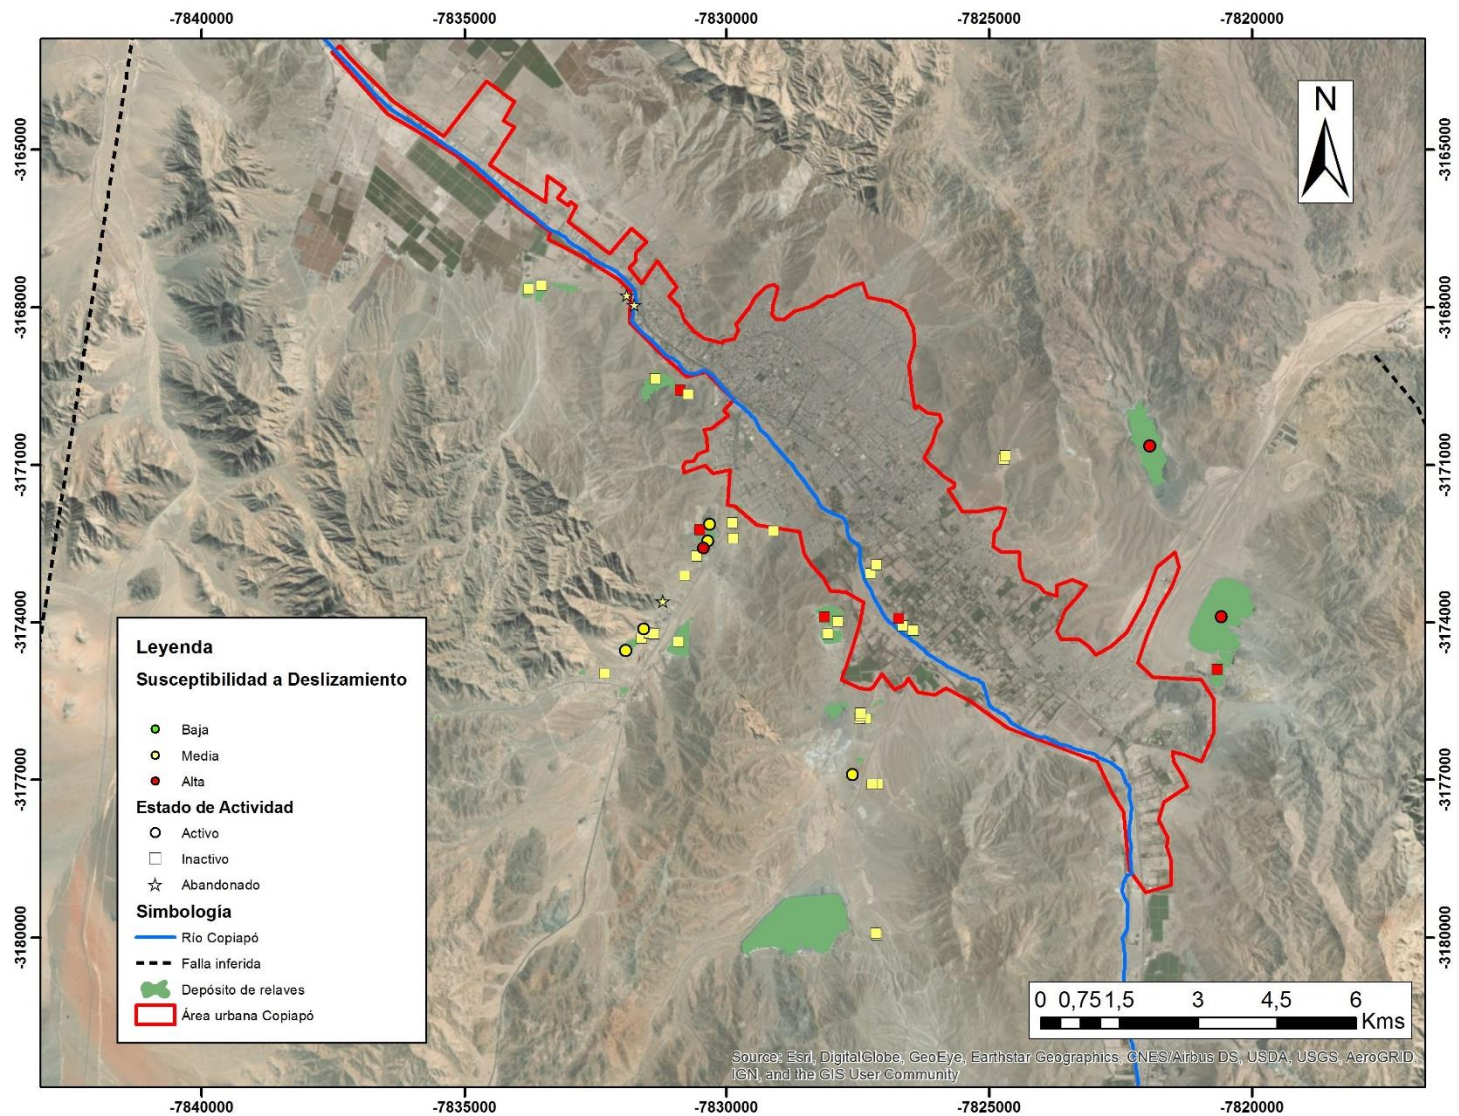 -7840000 -7835000 -7830000 -7825000 -7820000
-3165000 -3165000
-3168000 -3168000
-3171000 -3171000
-3174000 -3174000
-3177000 -3177000
-3180000 -3180000
N
Leyenda
Susceptibilidad a Deslizamiento
Baja
Media
Alta
Estado de Actividad
Activo
Inactivo
Abandonado
Simbología
Río Copiapó
Falla inferida
Depósito de relaves
Área urbana Copiapó
0 0,75 1,5 3 4,5 6
Kms
Source: Esri, DigitalGlobe, GeoEye, Earthstar Geographics, CNES/Airbus DS, USDA, USGS, AeroGRID,
IGN, and the GIS User Community
-7840000 -7835000 -7830000 -7825000 -7820000